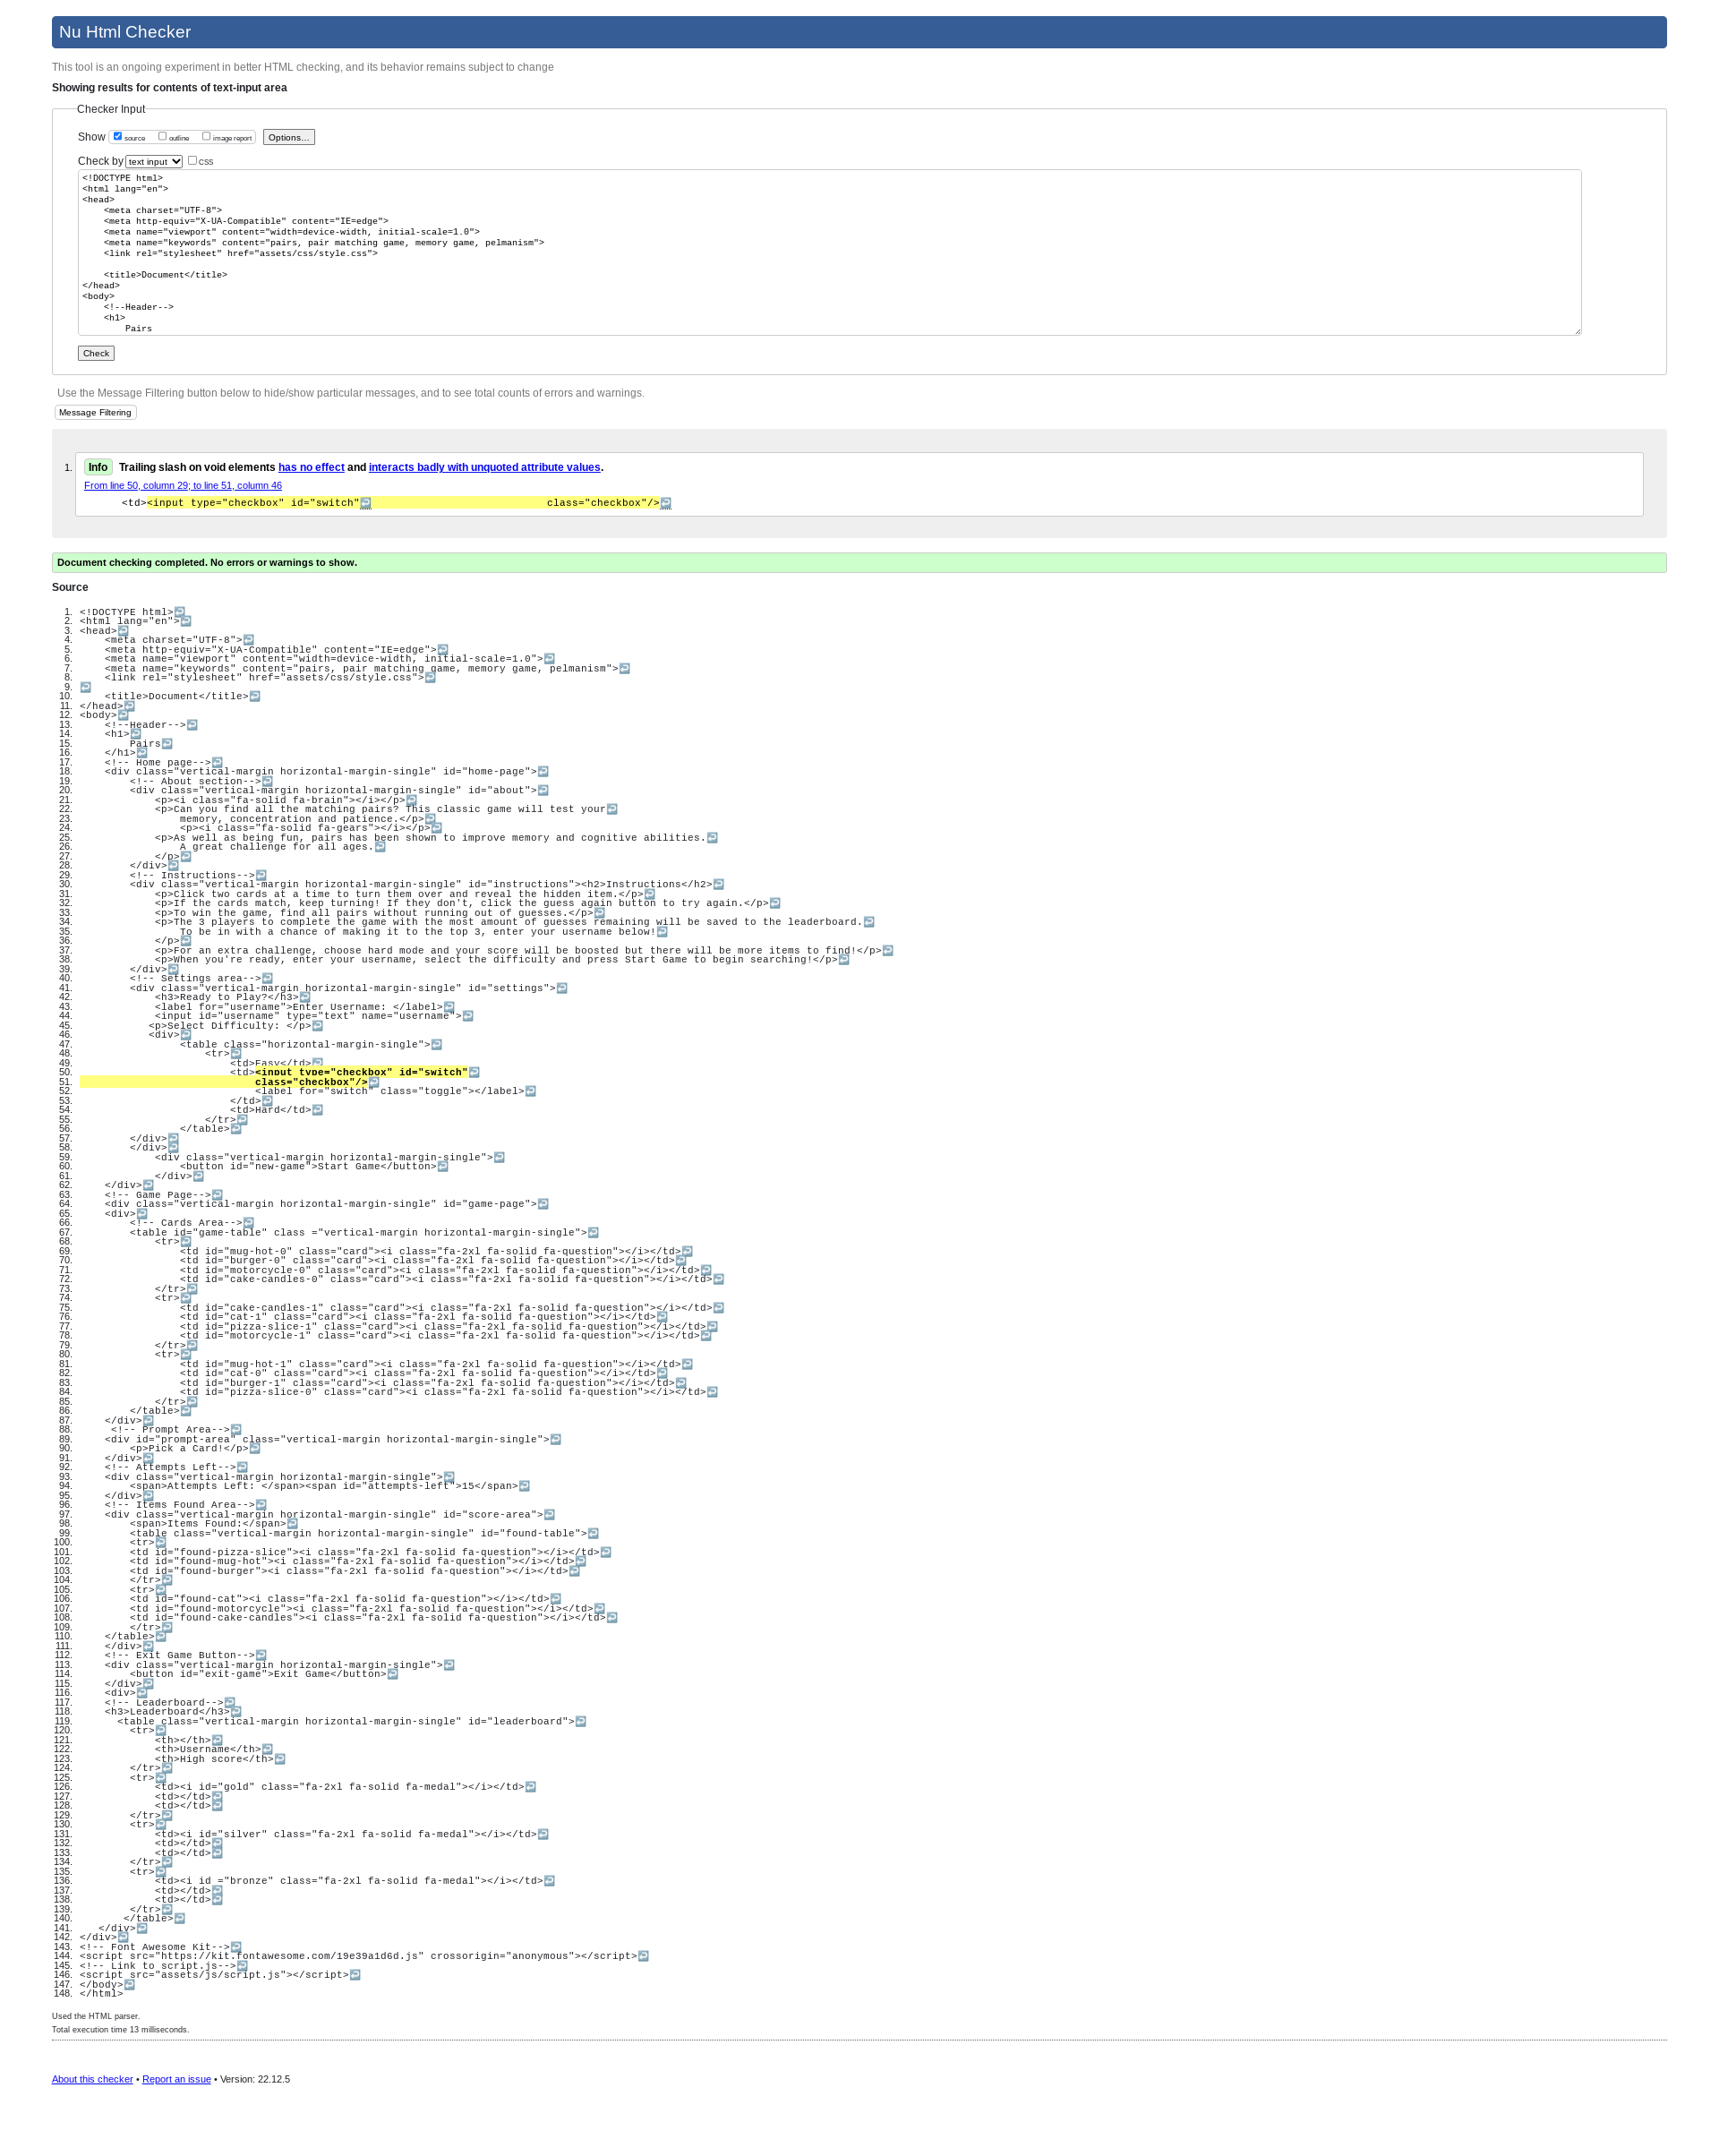 Nu Html Checker
This tool is an ongoing experiment in better HTML checking, and its behavior remains subject to change
Showing results for contents of text-input area
Checker Input
Show source outline image report Options...
Check by text input css
<!DOCTYPE html>
<html lang="en">
<head>
    <meta charset="UTF-8">
    <meta http-equiv="X-UA-Compatible" content="IE=edge">
    <meta name="viewport" content="width=device-width, initial-scale=1.0">
    <meta name="keywords" content="pairs, pair matching game, memory game, pelmanism">
    <link rel="stylesheet" href="assets/css/style.css">
    <title>Document</title>
</head>
<body>
    <!--Header-->
    <h1>
        Pairs
Check
Use the Message Filtering button below to hide/show particular messages, and to see total counts of errors and warnings.
Message Filtering
1. Info Trailing slash on void elements has no effect and interacts badly with unquoted attribute values.
From line 50, column 29; to line 51, column 46
<td><input type="checkbox" id="switch"↩                            class="checkbox"/>↩
Document checking completed. No errors or warnings to show.
Source
1. <!DOCTYPE html>↩
2. <html lang="en">↩
3. <head>↩
4.     <meta charset="UTF-8">↩
5.     <meta http-equiv="X-UA-Compatible" content="IE=edge">↩
6.     <meta name="viewport" content="width=device-width, initial-scale=1.0">↩
7.     <meta name="keywords" content="pairs, pair matching game, memory game, pelmanism">↩
8.     <link rel="stylesheet" href="assets/css/style.css">↩
9. ↩
10.     <title>Document</title>↩
11. </head>↩
12. <body>↩
13.     <!--Header-->↩
14.     <h1>↩
15.         Pairs↩
16.     </h1>↩
17.     <!-- Home page-->↩
18.     <div class="vertical-margin horizontal-margin-single" id="home-page">↩
19.         <!-- About section-->↩
20.         <div class="vertical-margin horizontal-margin-single" id="about">↩
21.             <p><i class="fa-solid fa-brain"></i></p>↩
22.             <p>Can you find all the matching pairs? This classic game will test your↩
23.                 memory, concentration and patience.</p>↩
24.                 <p><i class="fa-solid fa-gears"></i></p>↩
25.             <p>As well as being fun, pairs has been shown to improve memory and cognitive abilities.↩
26.                 A great challenge for all ages.↩
27.             </p>↩
28.         </div>↩
29.         <!-- Instructions-->↩
30.         <div class="vertical-margin horizontal-margin-single" id="instructions"><h2>Instructions</h2>↩
31.             <p>Click two cards at a time to turn them over and reveal the hidden item.</p>↩
32.             <p>If the cards match, keep turning! If they don't, click the guess again button to try again.</p>↩
33.             <p>To win the game, find all pairs without running out of guesses.</p>↩
34.             <p>The 3 players to complete the game with the most amount of guesses remaining will be saved to the leaderboard.↩
35.                 To be in with a chance of making it to the top 3, enter your username below!↩
36.             </p>↩
37.             <p>For an extra challenge, choose hard mode and your score will be boosted but there will be more items to find!</p>↩
38.             <p>When you're ready, enter your username, select the difficulty and press Start Game to begin searching!</p>↩
39.         </div>↩
40.         <!-- Settings area-->↩
41.         <div class="vertical-margin horizontal-margin-single" id="settings">↩
42.             <h3>Ready to Play?</h3>↩
43.             <label for="username">Enter Username: </label>↩
44.             <input id="username" type="text" name="username">↩
45.            <p>Select Difficulty: </p>↩
46.            <div>↩
47.                 <table class="horizontal-margin-single">↩
48.                     <tr>↩
49.                         <td>Easy</td>↩
50.                         <td><input type="checkbox" id="switch"↩
51.                             class="checkbox"/>↩
52.                             <label for="switch" class="toggle"></label>↩
53.                         </td>↩
54.                         <td>Hard</td>↩
55.                     </tr>↩
56.                 </table>↩
57.         </div>↩
58.         </div>↩
59.             <div class="vertical-margin horizontal-margin-single">↩
60.                 <button id="new-game">Start Game</button>↩
61.             </div>↩
62.     </div>↩
63.     <!-- Game Page-->↩
64.     <div class="vertical-margin horizontal-margin-single" id="game-page">↩
65.     <div>↩
66.         <!-- Cards Area-->↩
67.         <table id="game-table" class ="vertical-margin horizontal-margin-single">↩
68.             <tr>↩
69.                 <td id="mug-hot-0" class="card"><i class="fa-2xl fa-solid fa-question"></i></td>↩
70.                 <td id="burger-0" class="card"><i class="fa-2xl fa-solid fa-question"></i></td>↩
71.                 <td id="motorcycle-0" class="card"><i class="fa-2xl fa-solid fa-question"></i></td>↩
72.                 <td id="cake-candles-0" class="card"><i class="fa-2xl fa-solid fa-question"></i></td>↩
73.             </tr>↩
74.             <tr>↩
75.                 <td id="cake-candles-1" class="card"><i class="fa-2xl fa-solid fa-question"></i></td>↩
76.                 <td id="cat-1" class="card"><i class="fa-2xl fa-solid fa-question"></i></td>↩
77.                 <td id="pizza-slice-1" class="card"><i class="fa-2xl fa-solid fa-question"></i></td>↩
78.                 <td id="motorcycle-1" class="card"><i class="fa-2xl fa-solid fa-question"></i></td>↩
79.             </tr>↩
80.             <tr>↩
81.                 <td id="mug-hot-1" class="card"><i class="fa-2xl fa-solid fa-question"></i></td>↩
82.                 <td id="cat-0" class="card"><i class="fa-2xl fa-solid fa-question"></i></td>↩
83.                 <td id="burger-1" class="card"><i class="fa-2xl fa-solid fa-question"></i></td>↩
84.                 <td id="pizza-slice-0" class="card"><i class="fa-2xl fa-solid fa-question"></i></td>↩
85.             </tr>↩
86.         </table>↩
87.     </div>↩
88.      <!-- Prompt Area-->↩
89.     <div id="prompt-area" class="vertical-margin horizontal-margin-single">↩
90.         <p>Pick a Card!</p>↩
91.     </div>↩
92.     <!-- Attempts Left-->↩
93.     <div class="vertical-margin horizontal-margin-single">↩
94.         <span>Attempts Left: </span><span id="attempts-left">15</span>↩
95.     </div>↩
96.     <!-- Items Found Area-->↩
97.     <div class="vertical-margin horizontal-margin-single" id="score-area">↩
98.         <span>Items Found:</span>↩
99.         <table class="vertical-margin horizontal-margin-single" id="found-table">↩
100.         <tr>↩
101.         <td id="found-pizza-slice"><i class="fa-2xl fa-solid fa-question"></i></td>↩
102.         <td id="found-mug-hot"><i class="fa-2xl fa-solid fa-question"></i></td>↩
103.         <td id="found-burger"><i class="fa-2xl fa-solid fa-question"></i></td>↩
104.         </tr>↩
105.         <tr>↩
106.         <td id="found-cat"><i class="fa-2xl fa-solid fa-question"></i></td>↩
107.         <td id="found-motorcycle"><i class="fa-2xl fa-solid fa-question"></i></td>↩
108.         <td id="found-cake-candles"><i class="fa-2xl fa-solid fa-question"></i></td>↩
109.         </tr>↩
110.     </table>↩
111.     </div>↩
112.     <!-- Exit Game Button-->↩
113.     <div class="vertical-margin horizontal-margin-single">↩
114.         <button id="exit-game">Exit Game</button>↩
115.     </div>↩
116.     <div>↩
117.     <!-- Leaderboard-->↩
118.     <h3>Leaderboard</h3>↩
119.       <table class="vertical-margin horizontal-margin-single" id="leaderboard">↩
120.         <tr>↩
121.             <th></th>↩
122.             <th>Username</th>↩
123.             <th>High score</th>↩
124.         </tr>↩
125.         <tr>↩
126.             <td><i id="gold" class="fa-2xl fa-solid fa-medal"></i></td>↩
127.             <td></td>↩
128.             <td></td>↩
129.         </tr>↩
130.         <tr>↩
131.             <td><i id="silver" class="fa-2xl fa-solid fa-medal"></i></td>↩
132.             <td></td>↩
133.             <td></td>↩
134.         </tr>↩
135.         <tr>↩
136.             <td><i id ="bronze" class="fa-2xl fa-solid fa-medal"></i></td>↩
137.             <td></td>↩
138.             <td></td>↩
139.         </tr>↩
140.        </table>↩
141.    </div>↩
142. </div>↩
143. <!-- Font Awesome Kit-->↩
144. <script src="https://kit.fontawesome.com/19e39a1d6d.js" crossorigin="anonymous"></script>↩
145. <!-- Link to script.js-->↩
146. <script src="assets/js/script.js"></script>↩
147. </body>↩
148. </html>
Used the HTML parser.
Total execution time 13 milliseconds.
About this checker • Report an issue • Version: 22.12.5